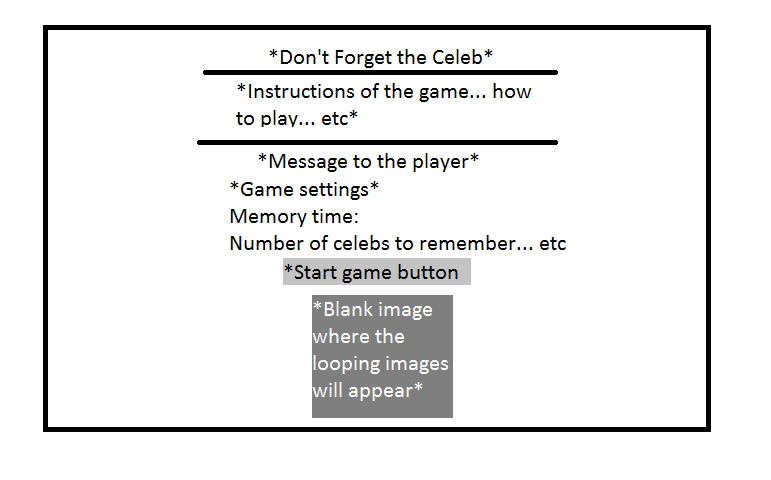 *Don't Forget the Celeb*
*Instructions of the game... how
to play... etc*
*Message to the player*
*Game settings*
Memory time:
Number of celebs to remember... etc
*Start game button
*Blank image
where the
looping images
will appear*